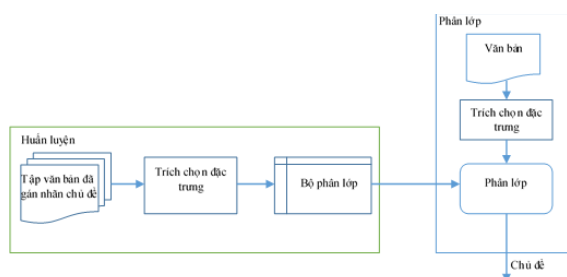 Phân lớp
Văn bản
Trích chọn đặc
trưng
Huấn luyện
Tập văn bản đã
gán nhãn chủ đề
Trích chọn đặc
trưng
Bộ phân lớp
Phân lớp
Chủ đề